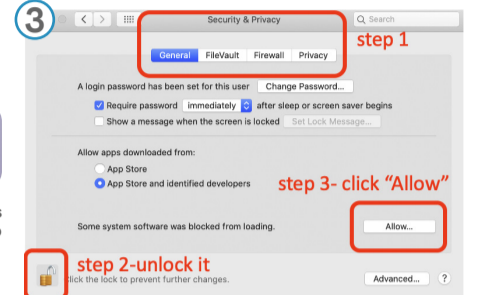 3
Security & Privacy
Search
step 1
General FileVault Firewall Privacy
A login password has been set for this user Change Password...
Require password immediately after sleep or screen saver begins
Show a message when the screen is locked Set Lock Message...
Allow apps downloaded from:
App Store
App Store and identified developers
step 3- click “Allow”
Some system software was blocked from loading. Allow...
step 2-unlock it
Click the lock to prevent further changes. Advanced... ?